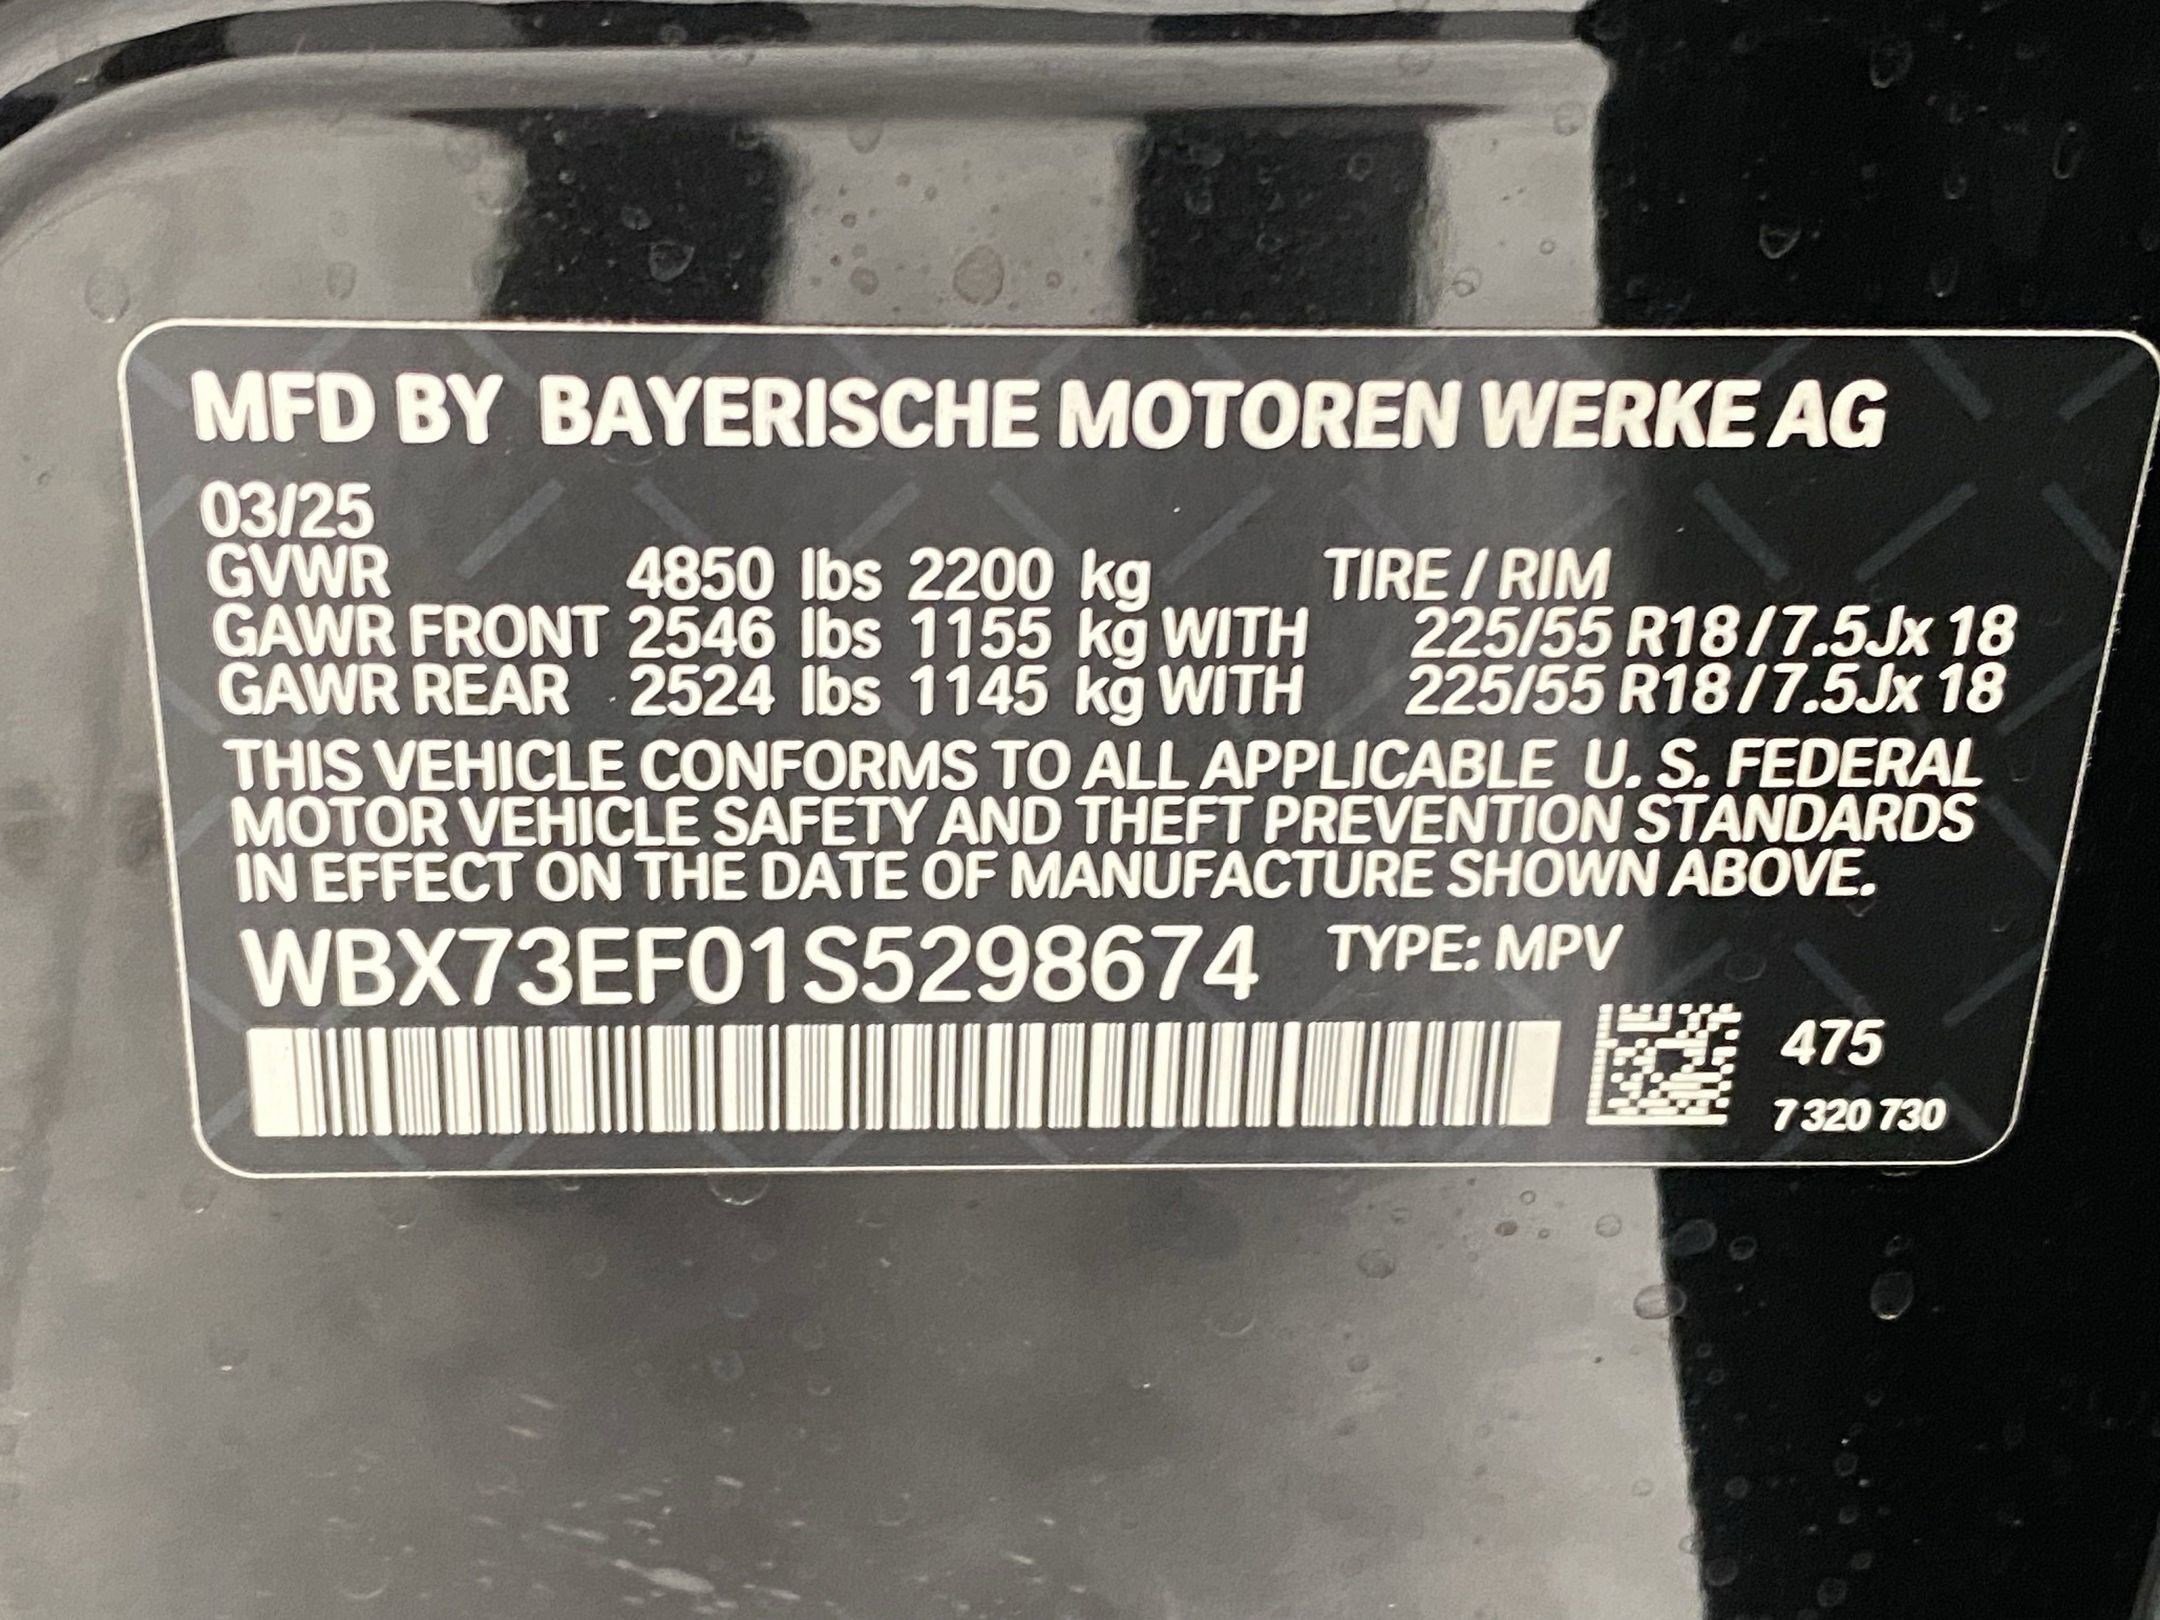 MFD BY BAYERISCHE MOTOREN WERKE AG
03/25
GVWR 4850 lbs 2200 kg TIRE / RIM
GAWR FRONT 2546 lbs 1155 kg WITH 225/55 R18 / 7.5Jx 18
GAWR REAR 2524 lbs 1145 kg WITH 225/55 R18 / 7.5Jx 18
THIS VEHICLE CONFORMS TO ALL APPLICABLE U. S. FEDERAL
MOTOR VEHICLE SAFETY AND THEFT PREVENTION STANDARDS
IN EFFECT ON THE DATE OF MANUFACTURE SHOWN ABOVE.
WBX73EF01S5298674 TYPE: MPV
475
7 320 730